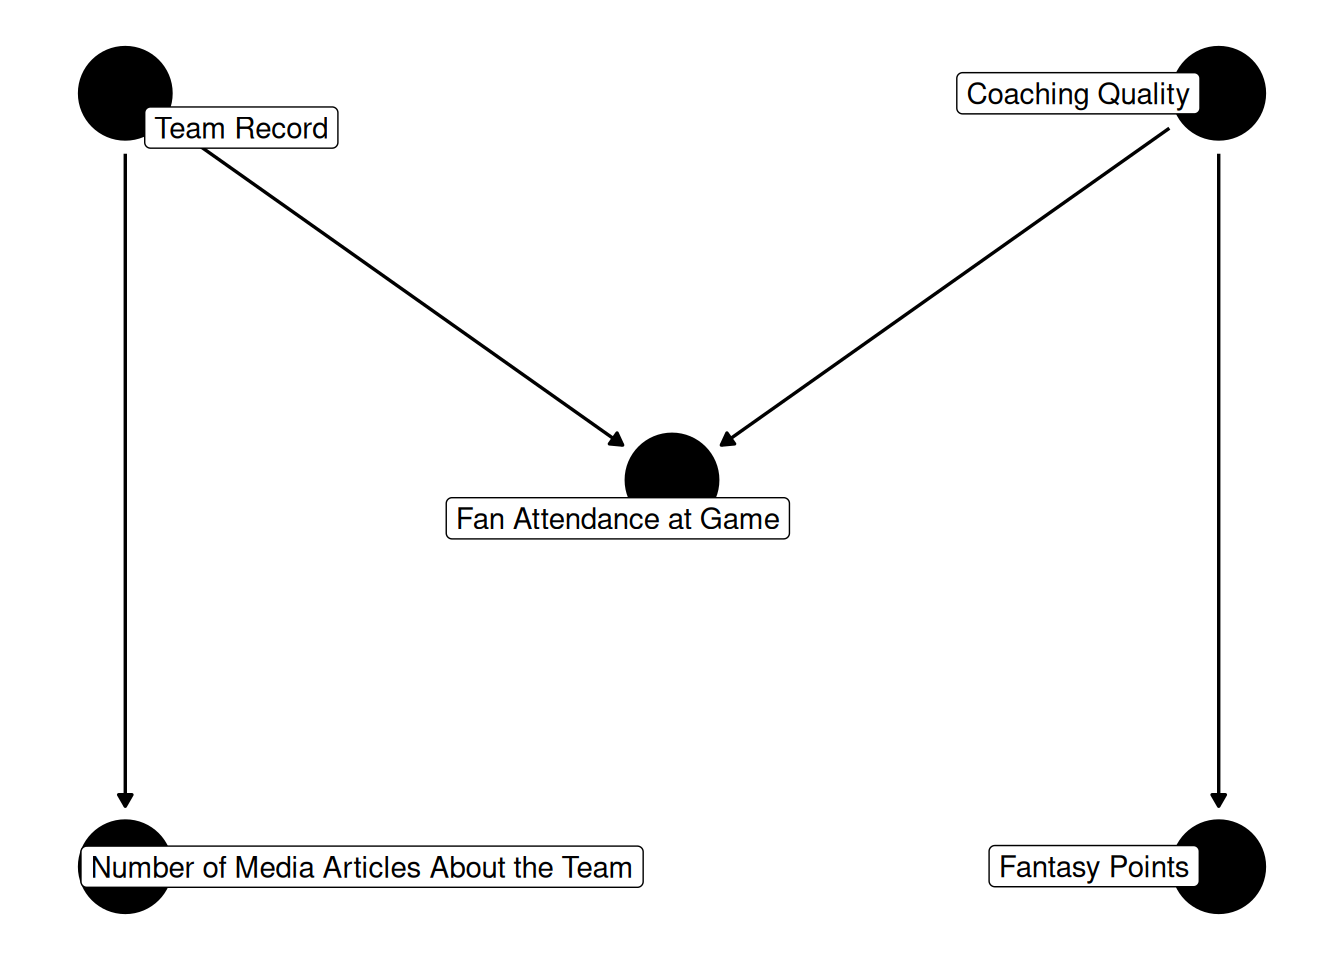 Coaching Quality
Team Record
Fan Attendance at Game
Number of Media Articles About the Team
Fantasy Points